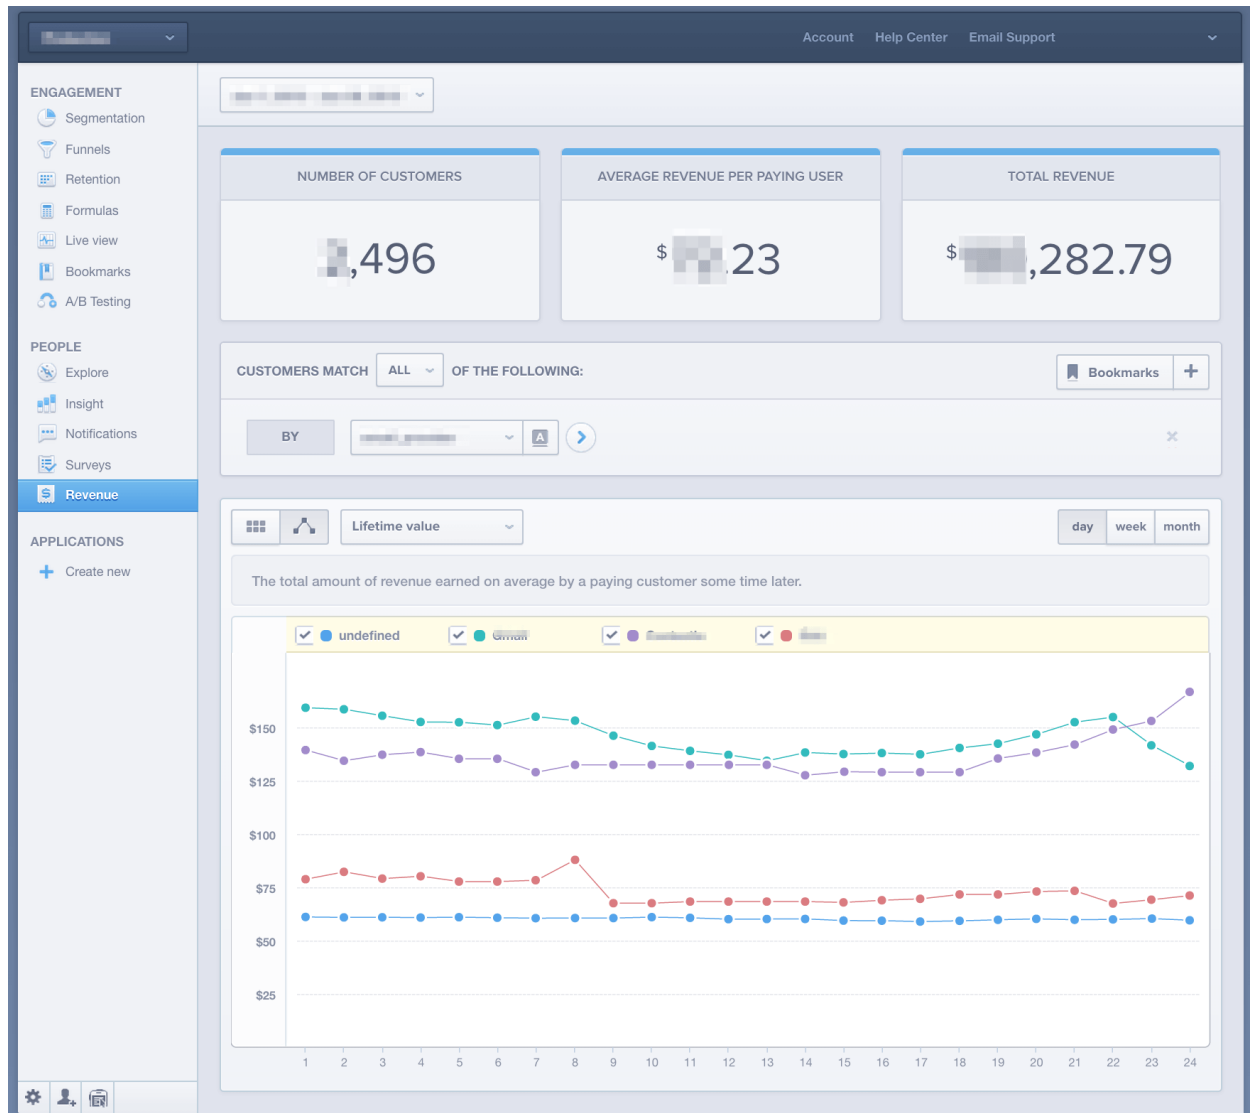 Account Help Center Email Support
ENGAGEMENT
Segmentation
Funnels
Retention
Formulas
Live view
Bookmarks
A/B Testing
PEOPLE
Explore
Insight
Notifications
Surveys
Revenue
APPLICATIONS
Create new
NUMBER OF CUSTOMERS
,496
AVERAGE REVENUE PER PAYING USER
$ .23
TOTAL REVENUE
$ ,282.79
CUSTOMERS MATCH ALL OF THE FOLLOWING:
Bookmarks +
BY
A
Lifetime value
day week month
The total amount of revenue earned on average by a paying customer some time later.
undefined
$150
$125
$100
$75
$50
$25
1 2 3 4 5 6 7 8 9 10 11 12 13 14 15 16 17 18 19 20 21 22 23 24